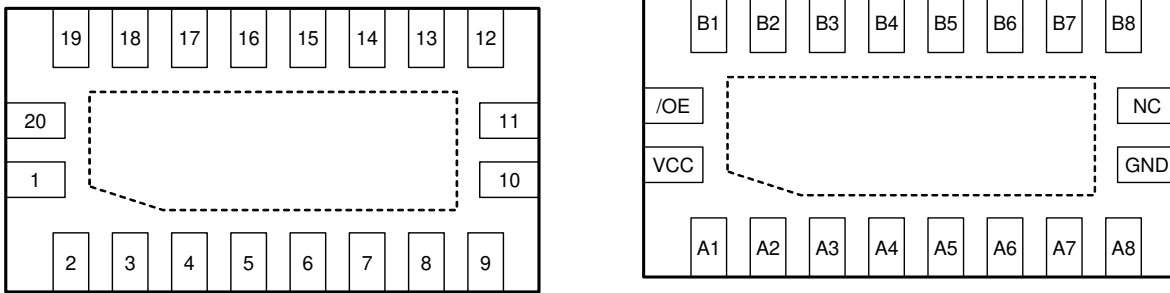 19 18 17 16 15 14 13 12
20 11
1 10
2 3 4 5 6 7 8 9
B1 B2 B3 B4 B5 B6 B7 B8
/OE NC
VCC GND
A1 A2 A3 A4 A5 A6 A7 A8